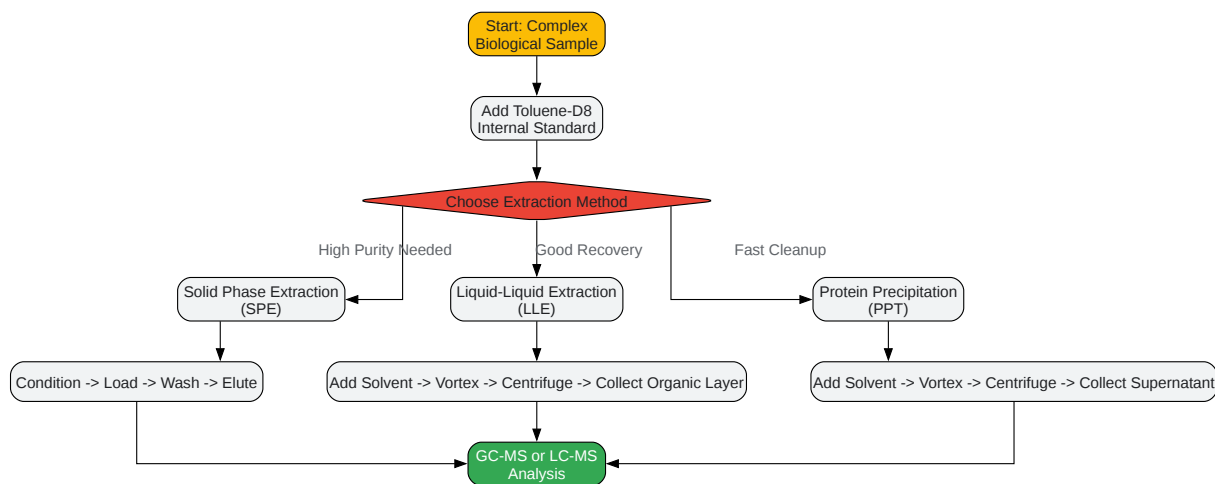 Start: Complex
Biological Sample
Add Toluene-D8
Internal Standard
Choose Extraction Method
High Purity Needed
Good Recovery
Fast Cleanup
Solid Phase Extraction
(SPE)
Liquid-Liquid Extraction
(LLE)
Protein Precipitation
(PPT)
Condition -> Load -> Wash -> Elute
Add Solvent -> Vortex -> Centrifuge -> Collect Organic Layer
Add Solvent -> Vortex -> Centrifuge -> Collect Supernatant
GC-MS or LC-MS
Analysis